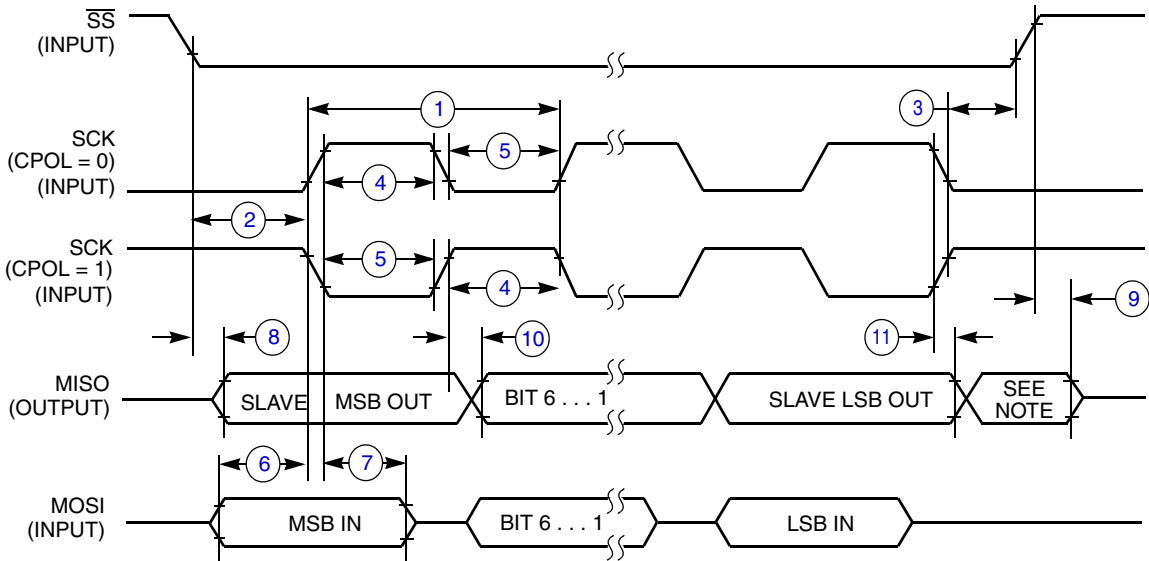 SS
(INPUT)
1
3
SCK
(CPOL = 0)
(INPUT)
5
4
2
SCK
(CPOL = 1)
(INPUT)
5
4
9
8
10
11
MISO
(OUTPUT)
SLAVE MSB OUT
BIT 6 . . . 1
SLAVE LSB OUT
SEE
NOTE
6
7
MOSI
(INPUT)
MSB IN
BIT 6 . . . 1
LSB IN